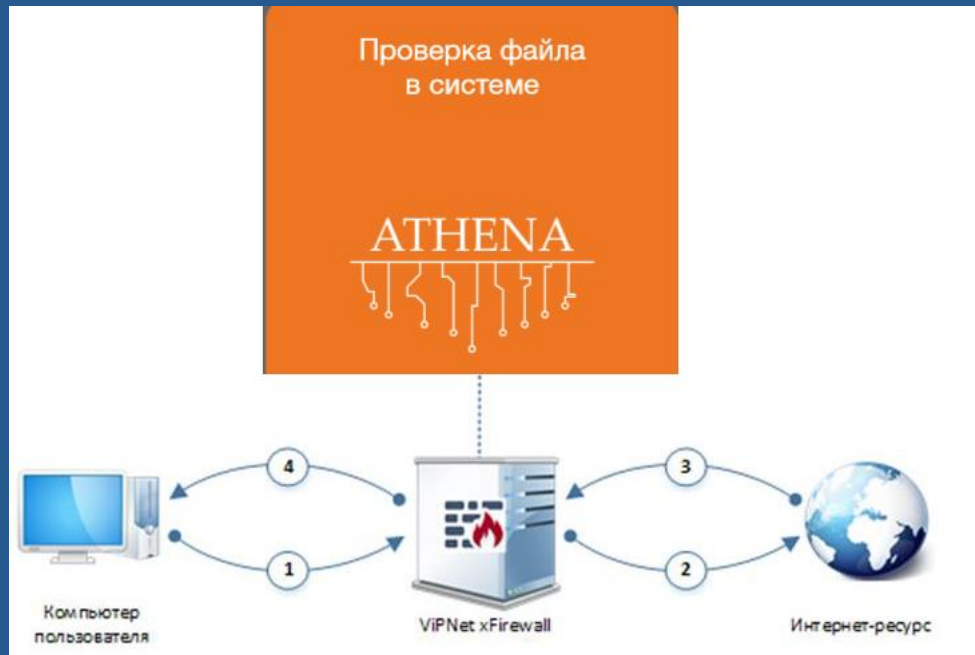 Проверка файла
в системе
ATHENA
4
3
1
2
Компьютер
пользователя
ViPNet xFirewall
Интернет-ресурс